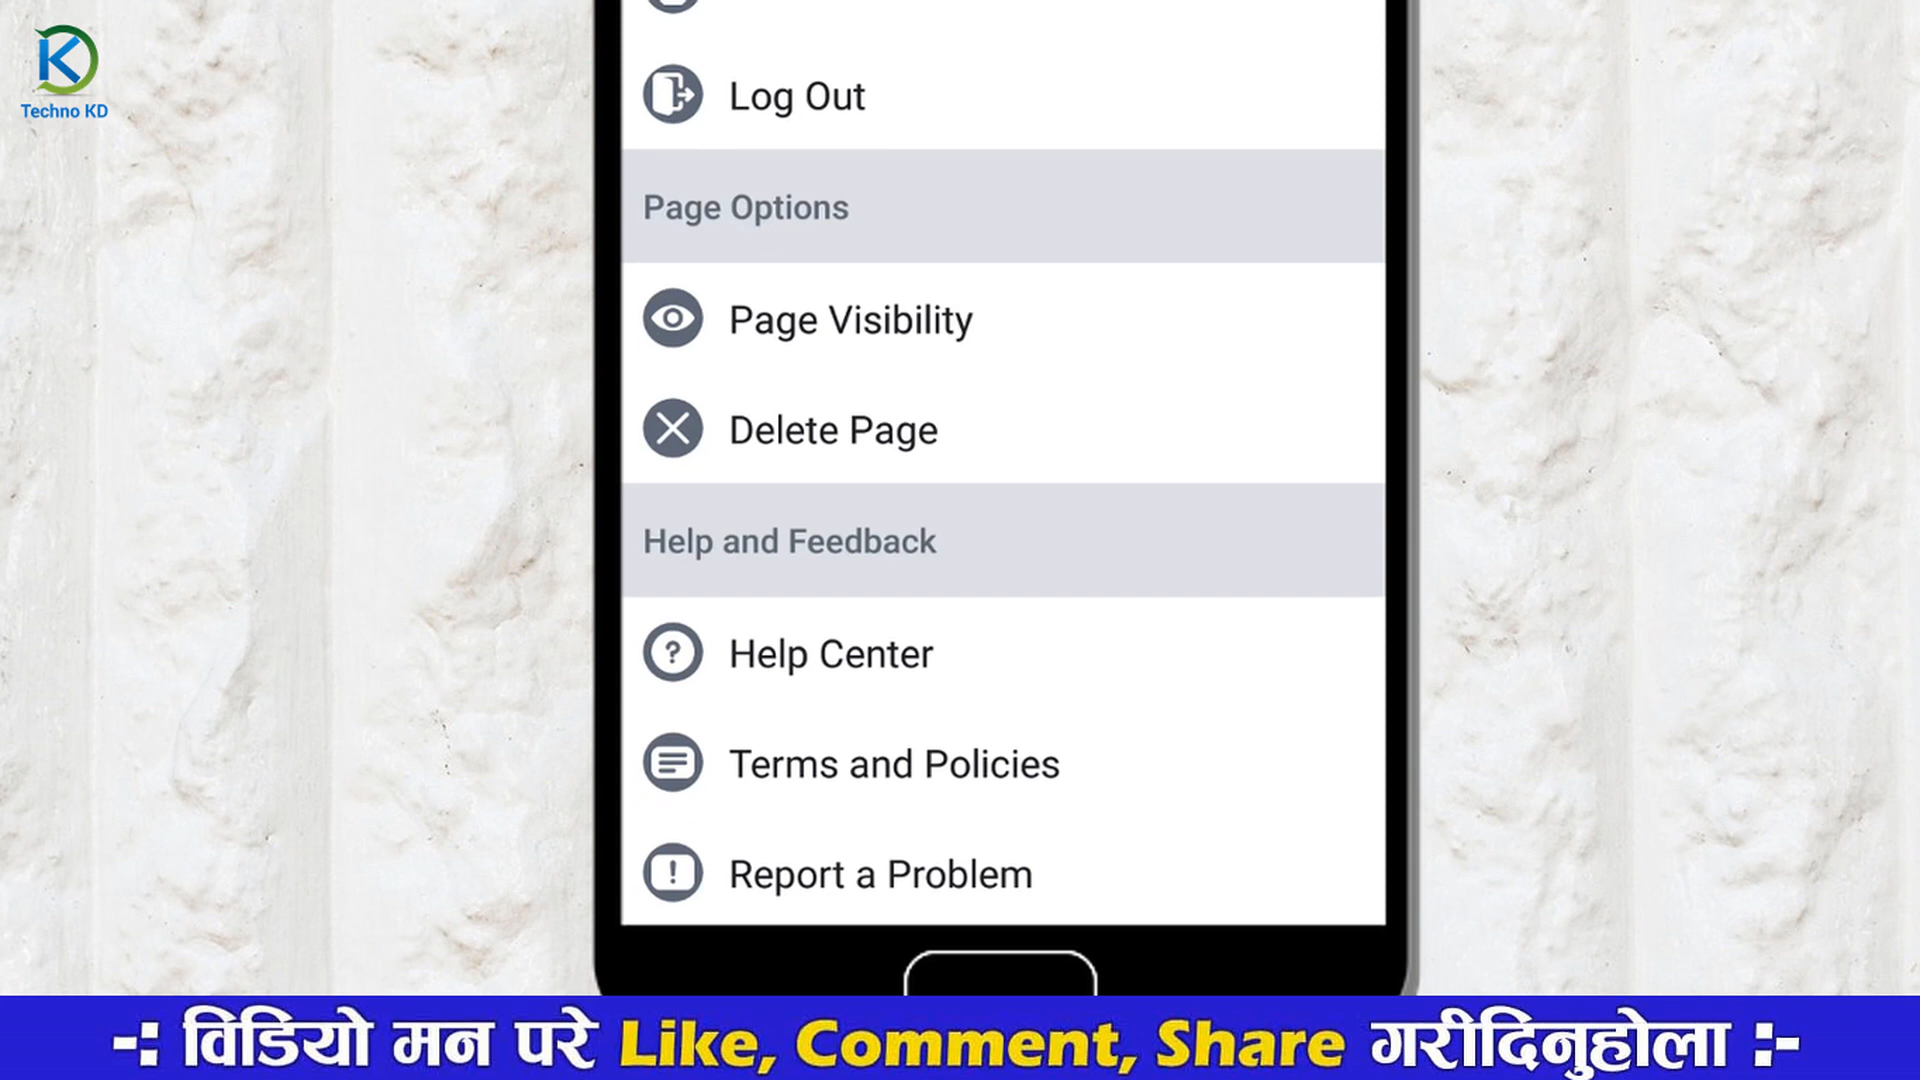 Techno KD
Log Out
Page Options
Page Visibility
Delete Page
Help and Feedback
Help Center
Terms and Policies
Report a Problem
-: विडियो मन परे Like, Comment, Share गरीदिनुहोला :-